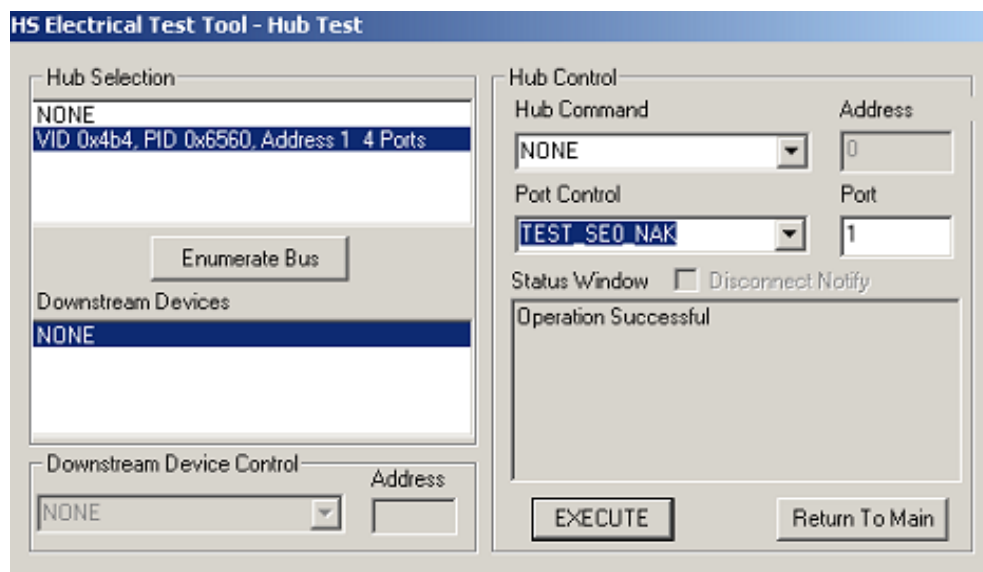 HS Electrical Test Tool - Hub Test
Hub Selection
NONE
VID 0x4b4, PID 0x6560, Address 1 4 Ports
Enumerate Bus
Downstream Devices
NONE
Downstream Device Control
Address
NONE
Hub Control
Hub Command
Address
NONE
0
Port Control
Port
TEST_SE0_NAK
1
Status Window
Disconnect Notify
Operation Successful
EXECUTE
Return To Main